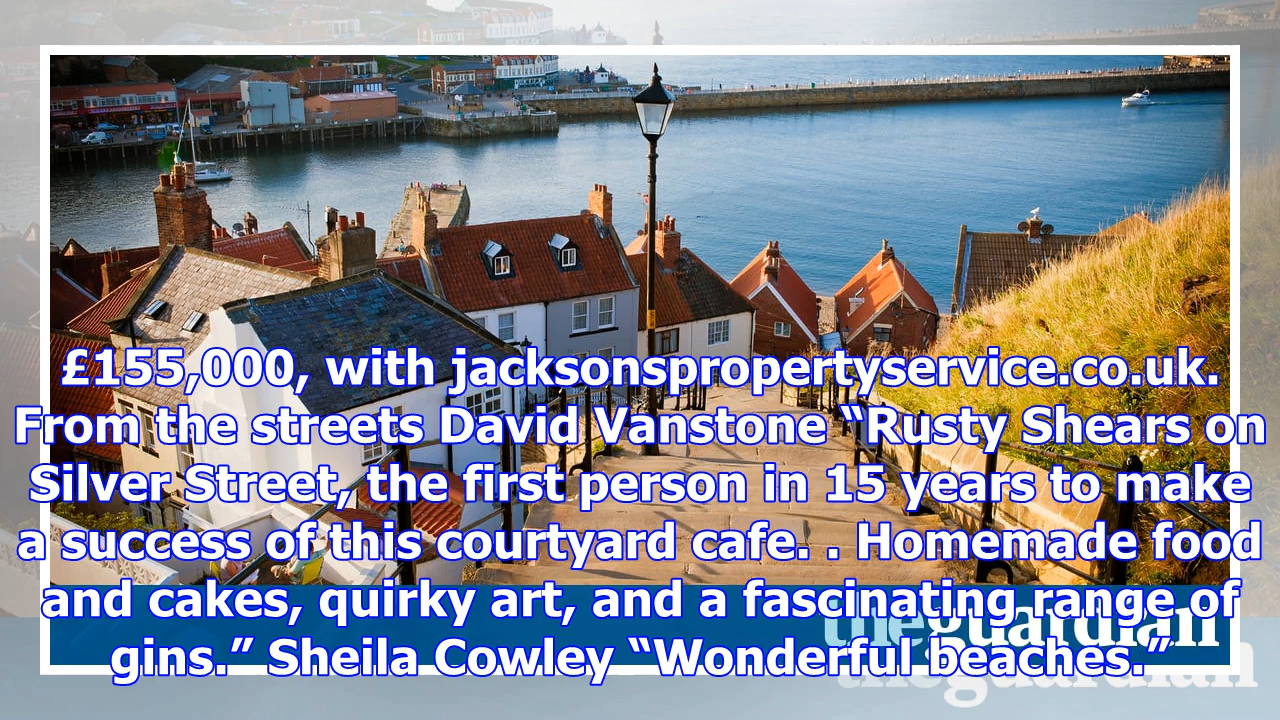 £155,000, with jacksonspropertyservice.co.uk.
From the streets David Vanstone “Rusty Shears on
Silver Street, the first person in 15 years to make
a success of this courtyard cafe. . Homemade food
and cakes, quirky art, and a fascinating range of
gins.” Sheila Cowley “Wonderful beaches.”
theguardian
theguardian